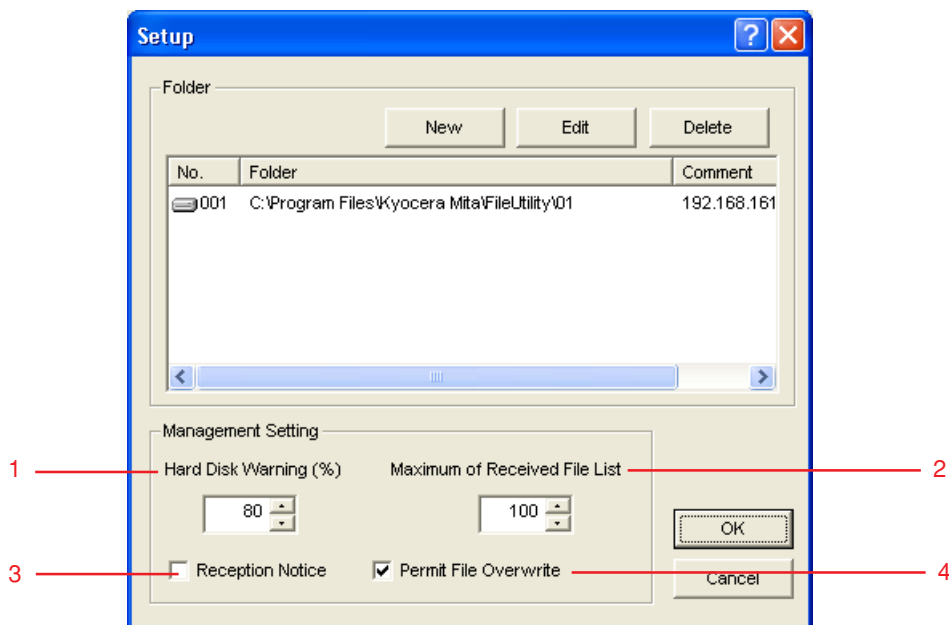 Setup
?
Folder
New Edit Delete
No. Folder Comment
001 C:\Program Files\Kyocera Mita\FileUtility\01 192.168.161
Management Setting
1 Hard Disk Warning (%) Maximum of Received File List 2
80 100
OK
3 Reception Notice Permit File Overwrite 4
Cancel